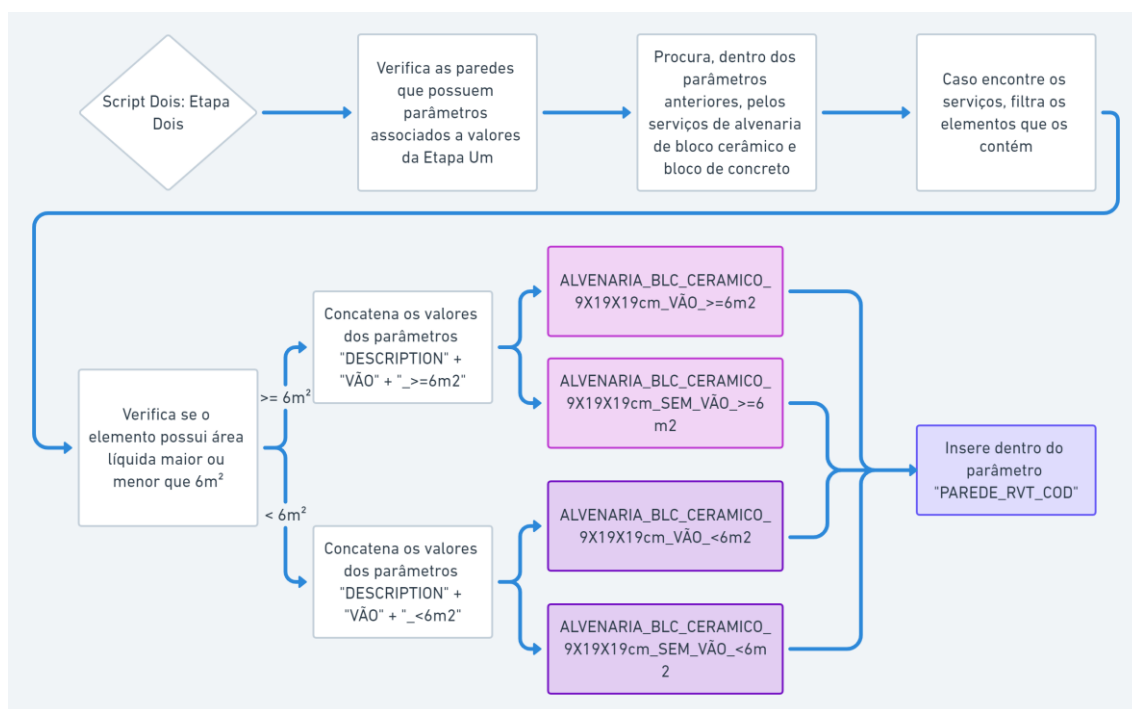 Script Dois: Etapa
Dois
Verifica as paredes
que possuem
parâmetros
associados a valores
da Etapa Um
Procura, dentro dos
parâmetros
anteriores, pelos
serviços de alvenaria
de bloco cerâmico e
bloco de concreto
Caso encontre os
serviços, filtra os
elementos que os
contém
Verifica se o
elemento possui área
líquida maior ou
menor que 6m²
>= 6m²
< 6m²
Concatena os valores
dos parâmetros
"DESCRIPTION" +
"VÃO" + "_>=6m2"
Concatena os valores
dos parâmetros
"DESCRIPTION" +
"VÃO" + "_<6m2"
ALVENARIA_BLC_CERAMICO_
9X19X19cm_VÃO_>=6m2
ALVENARIA_BLC_CERAMICO_
9X19X19cm_SEM_VÃO_>=6
m2
ALVENARIA_BLC_CERAMICO_
9X19X19cm_VÃO_<6m2
ALVENARIA_BLC_CERAMICO_
9X19X19cm_SEM_VÃO_<6m
2
Insere dentro do
parâmetro
"PAREDE_RVT_COD"